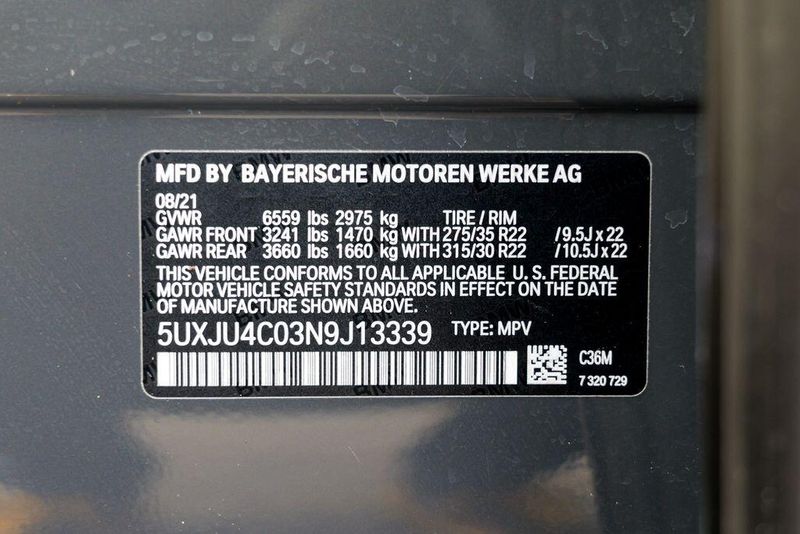 MFD BY BAYERISCHE MOTOREN WERKE AG
08/21
GVWR 6559 lbs 2975 kg TIRE / RIM
GAWR FRONT 3241 lbs 1470 kg WITH 275/35 R22 /9.5J x 22
GAWR REAR 3660 lbs 1660 kg WITH 315/30 R22 /10.5J x 22
THIS VEHICLE CONFORMS TO ALL APPLICABLE U. S. FEDERAL
MOTOR VEHICLE SAFETY STANDARDS IN EFFECT ON THE DATE
OF MANUFACTURE SHOWN ABOVE.
5UXJU4C03N9J13339 TYPE: MPV
C36M
7 320 729